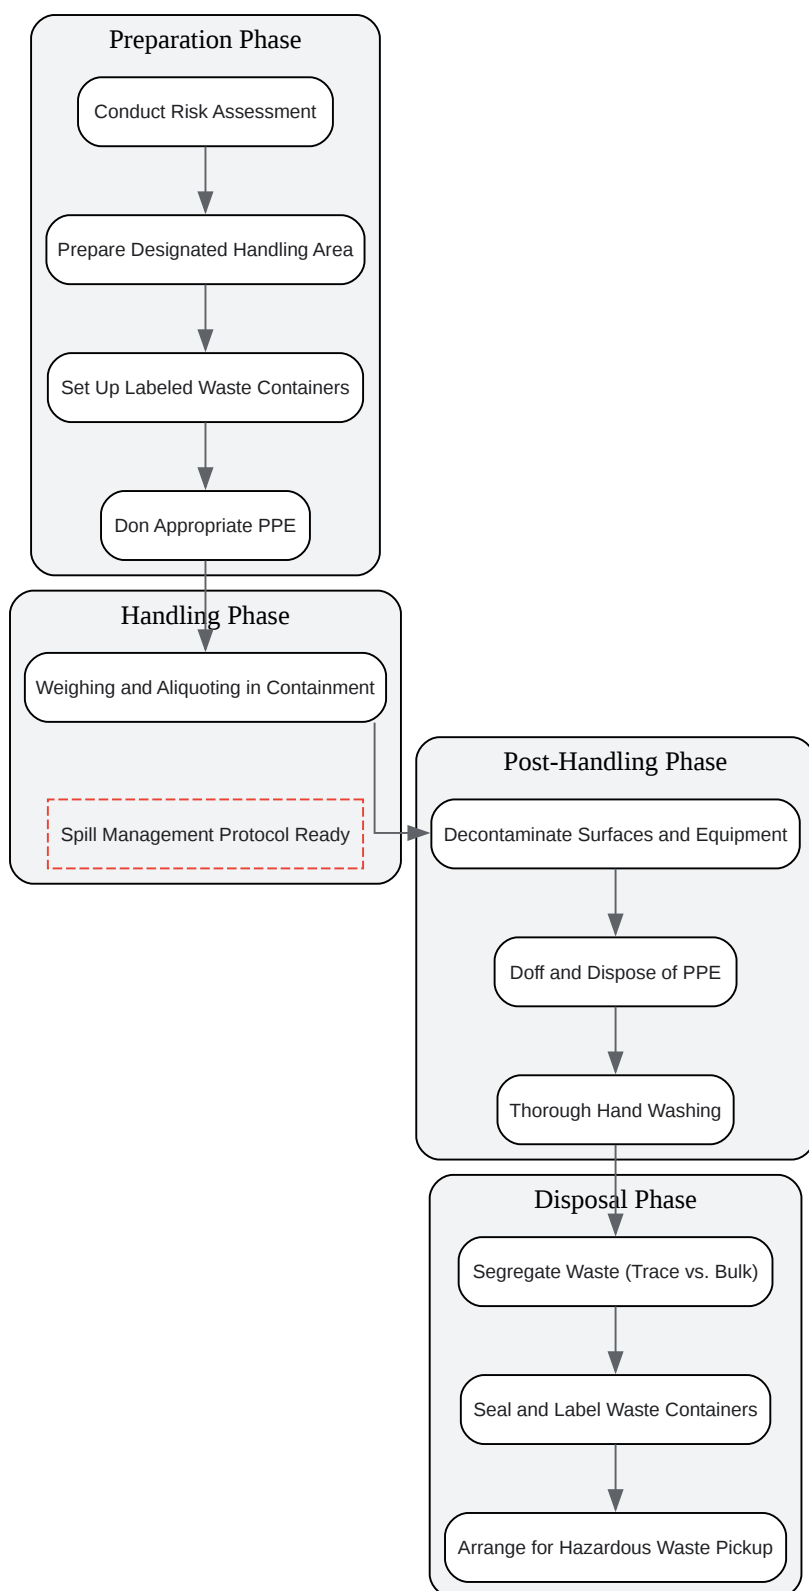 Preparation Phase
Conduct Risk Assessment
Prepare Designated Handling Area
Set Up Labeled Waste Containers
Don Appropriate PPE
Handling Phase
Weighing and Aliquoting in Containment
Spill Management Protocol Ready
Post-Handling Phase
Decontaminate Surfaces and Equipment
Doff and Dispose of PPE
Thorough Hand Washing
Disposal Phase
Segregate Waste (Trace vs. Bulk)
Seal and Label Waste Containers
Arrange for Hazardous Waste Pickup